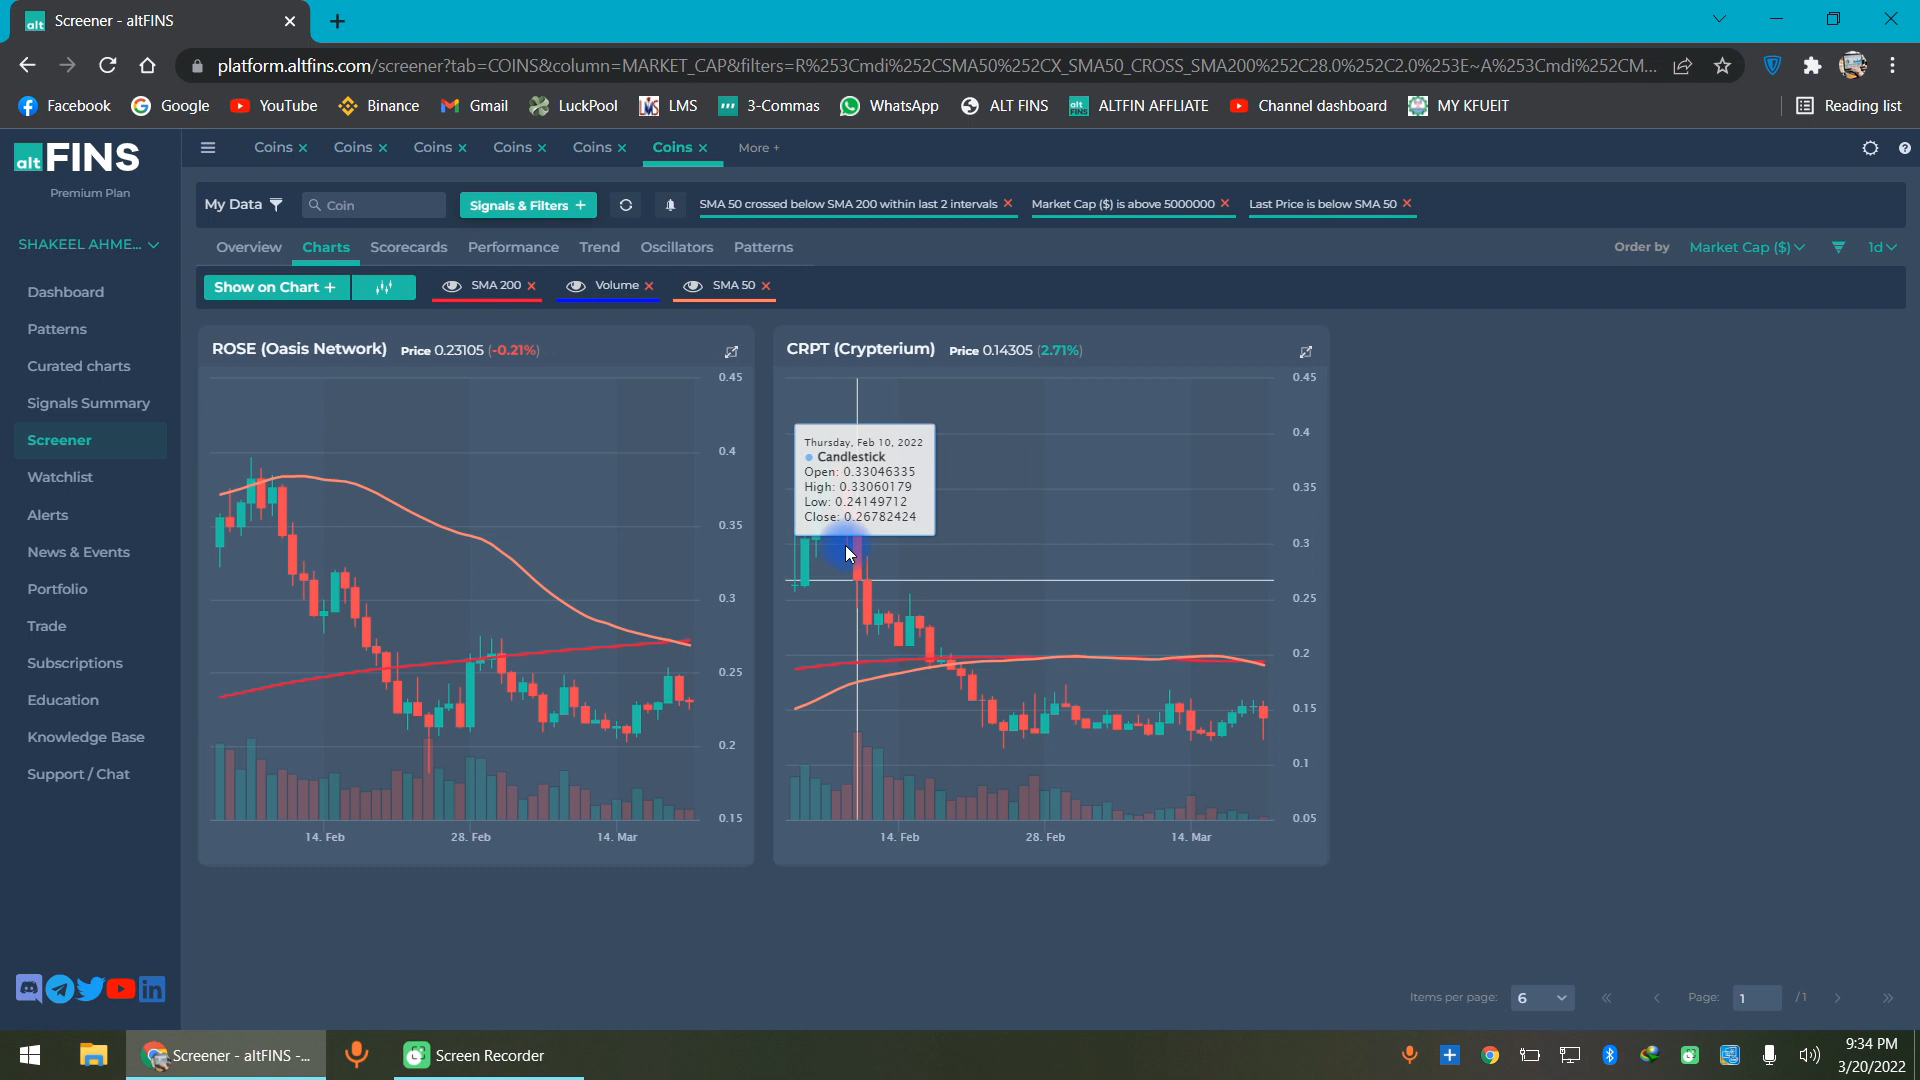 Screener - altFINS
platform.altfins.com/screener?tab=COINS&column=MARKET_CAP&filters=R%253Cmdi%252CSMA50%252CX_SMA50_CROSS_SMA200%252C28.0%252C2.0%253E~A%253Cmdi%252CM...
Facebook Google YouTube Binance Gmail LuckPool LMS 3-Commas WhatsApp ALT FINS ALTFIN AFFLIATE Channel dashboard MY KFUEIT Reading list
alt FINS
Premium Plan
Coins Coins Coins Coins Coins Coins More +
My Data Coin Signals & Filters + SMA 50 crossed below SMA 200 within last 2 intervals Market Cap ($) is above 5000000 Last Price is below SMA 50
SHAKEEL AHME...
Overview Charts Scorecards Performance Trend Oscillators Patterns Order by Market Cap ($) 1d
Show on Chart + SMA 200 Volume SMA 50
Dashboard
Patterns
Curated charts
Signals Summary
Screener
Watchlist
Alerts
News & Events
Portfolio
Trade
Subscriptions
Education
Knowledge Base
Support / Chat
ROSE (Oasis Network) Price 0.23105 (-0.21%)
0.45
0.4
0.35
0.3
0.25
0.2
0.15
14. Feb 28. Feb 14. Mar
CRPT (Crypterium) Price 0.14305 (2.71%)
Thursday, Feb 10, 2022
Candlestick
Open: 0.33046335
High: 0.33060179
Low: 0.24149712
Close: 0.26782424
0.45
0.4
0.35
0.3
0.25
0.2
0.15
0.1
0.05
14. Feb 28. Feb 14. Mar
Items per page: 6 Page: 1 /1
Screener - altFINS -... Screen Recorder
9:34 PM
3/20/2022